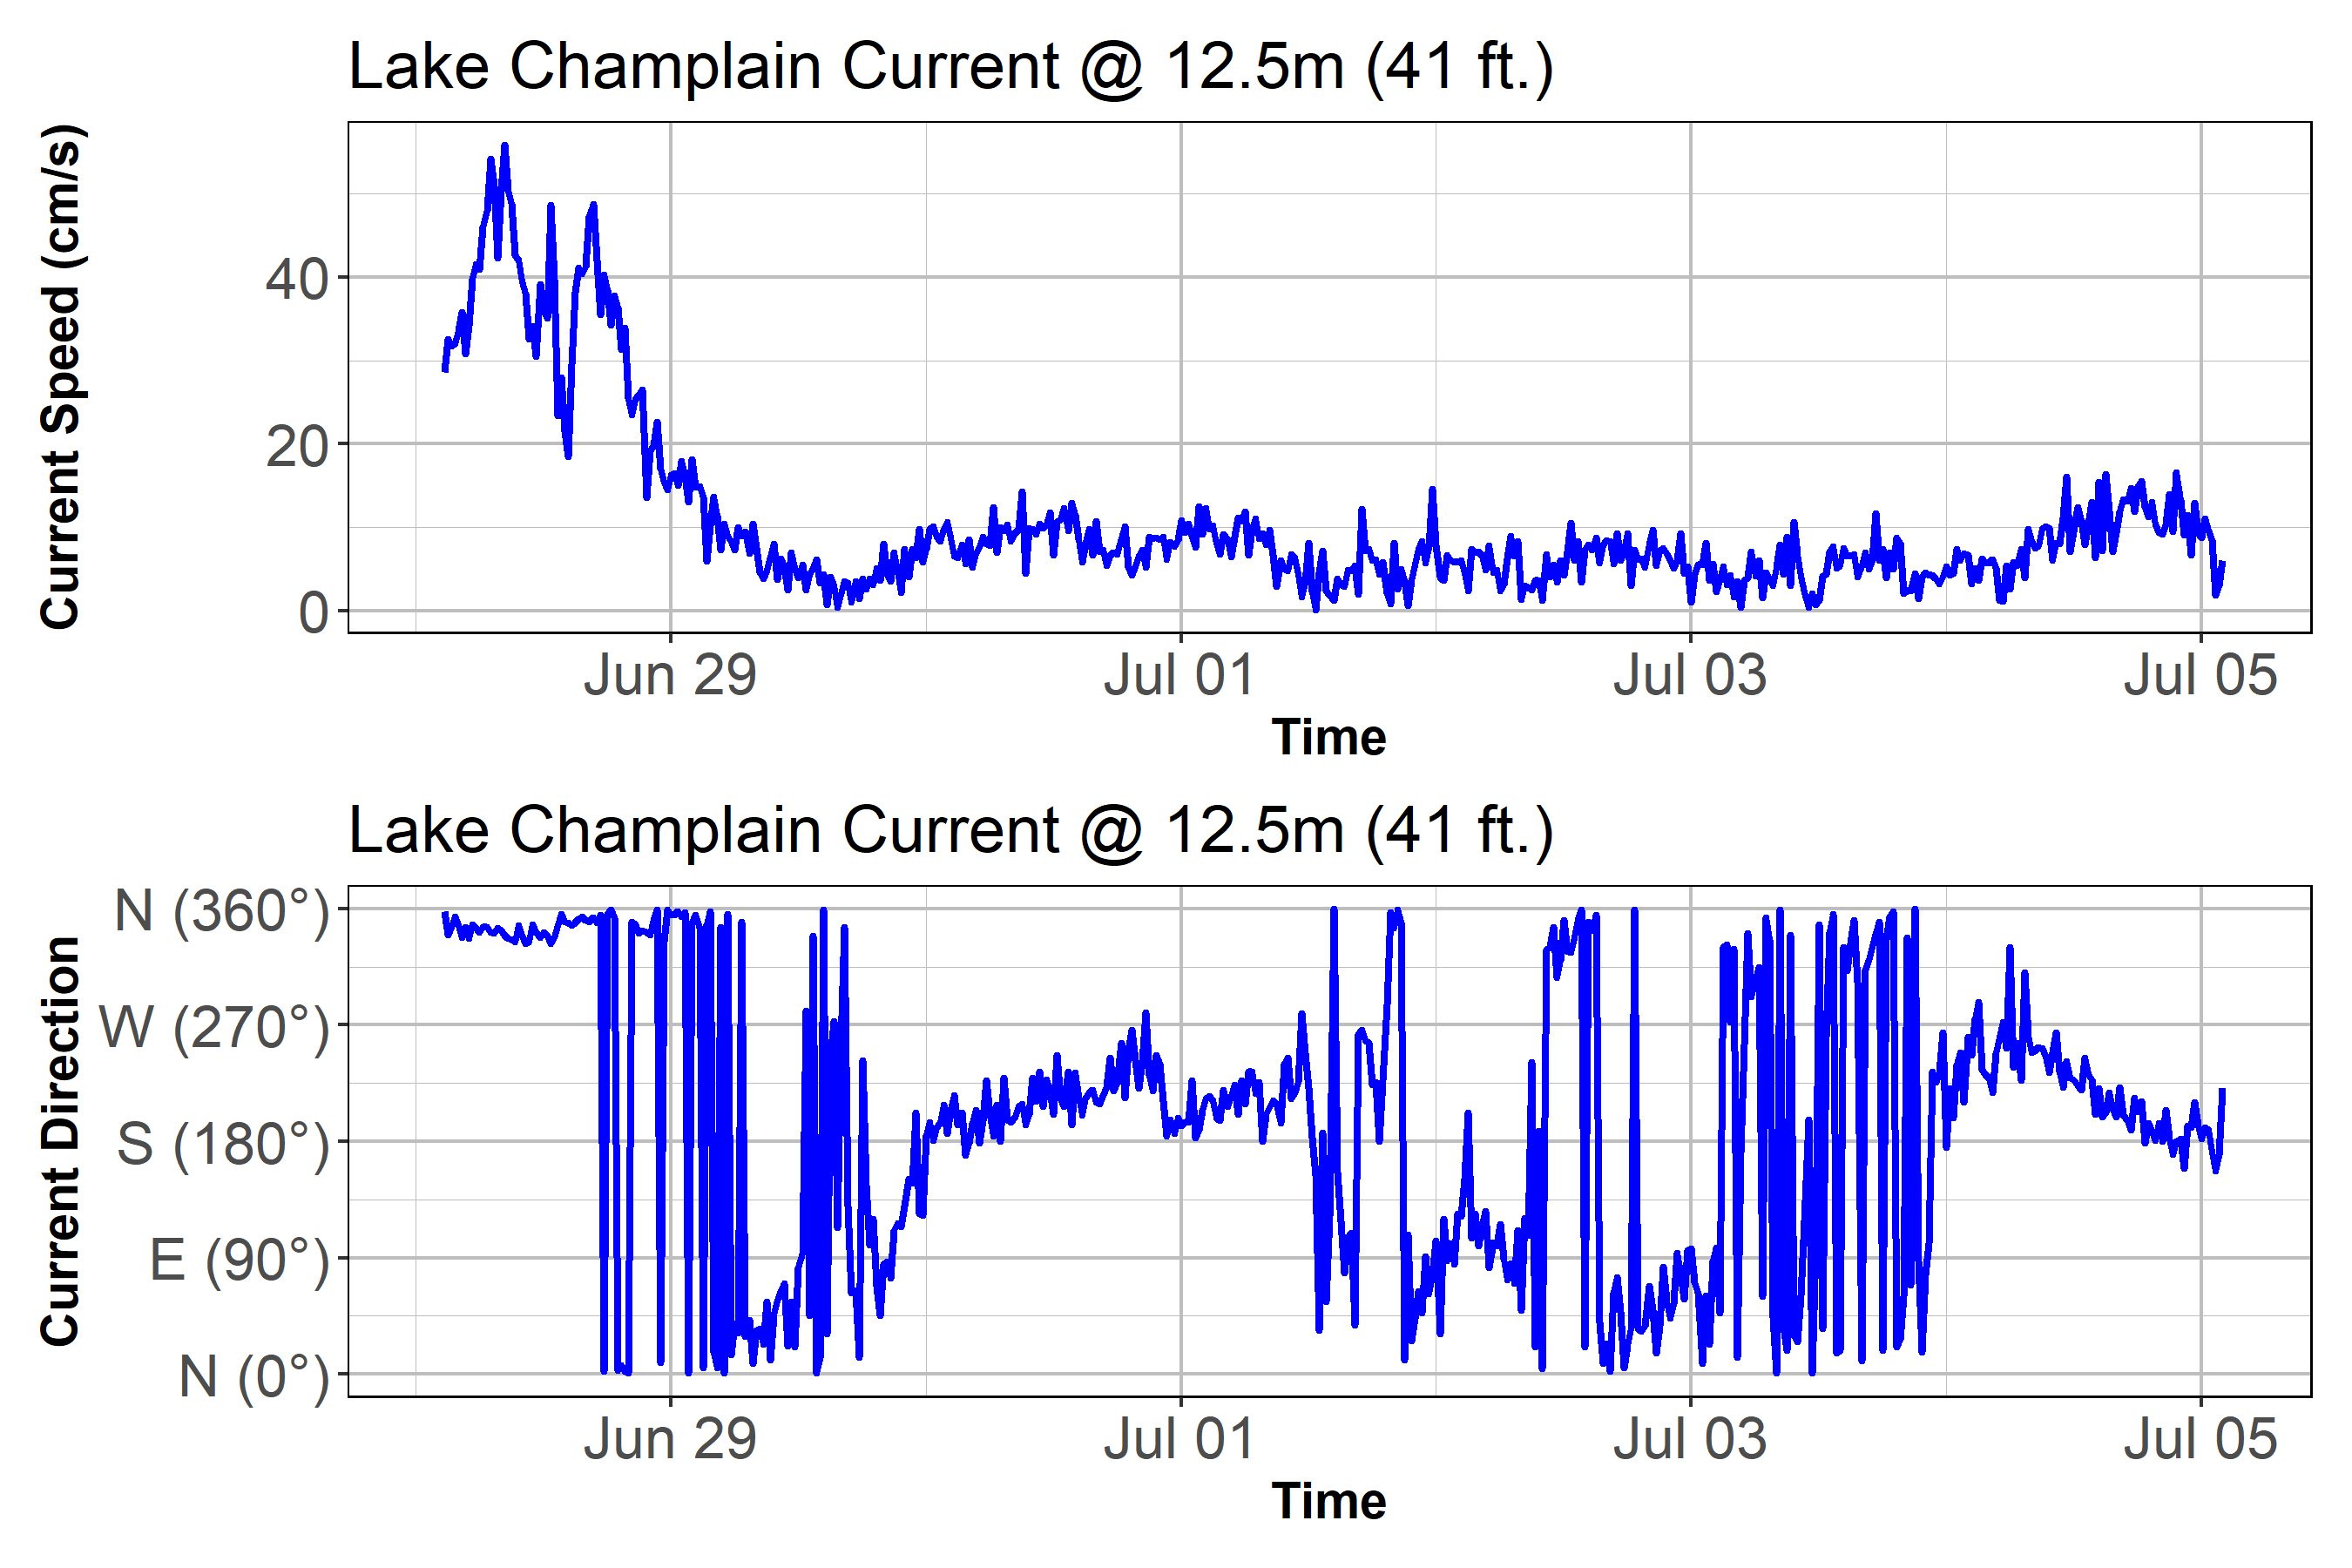 Lake Champlain Current @ 12.5m (41 ft.)
Current Speed (cm/s)
40
20
0
Jun 29 Jul 01 Jul 03 Jul 05
Time
Lake Champlain Current @ 12.5m (41 ft.)
Current Direction
N (360°)
W (270°)
S (180°)
E (90°)
N (0°)
Jun 29 Jul 01 Jul 03 Jul 05
Time